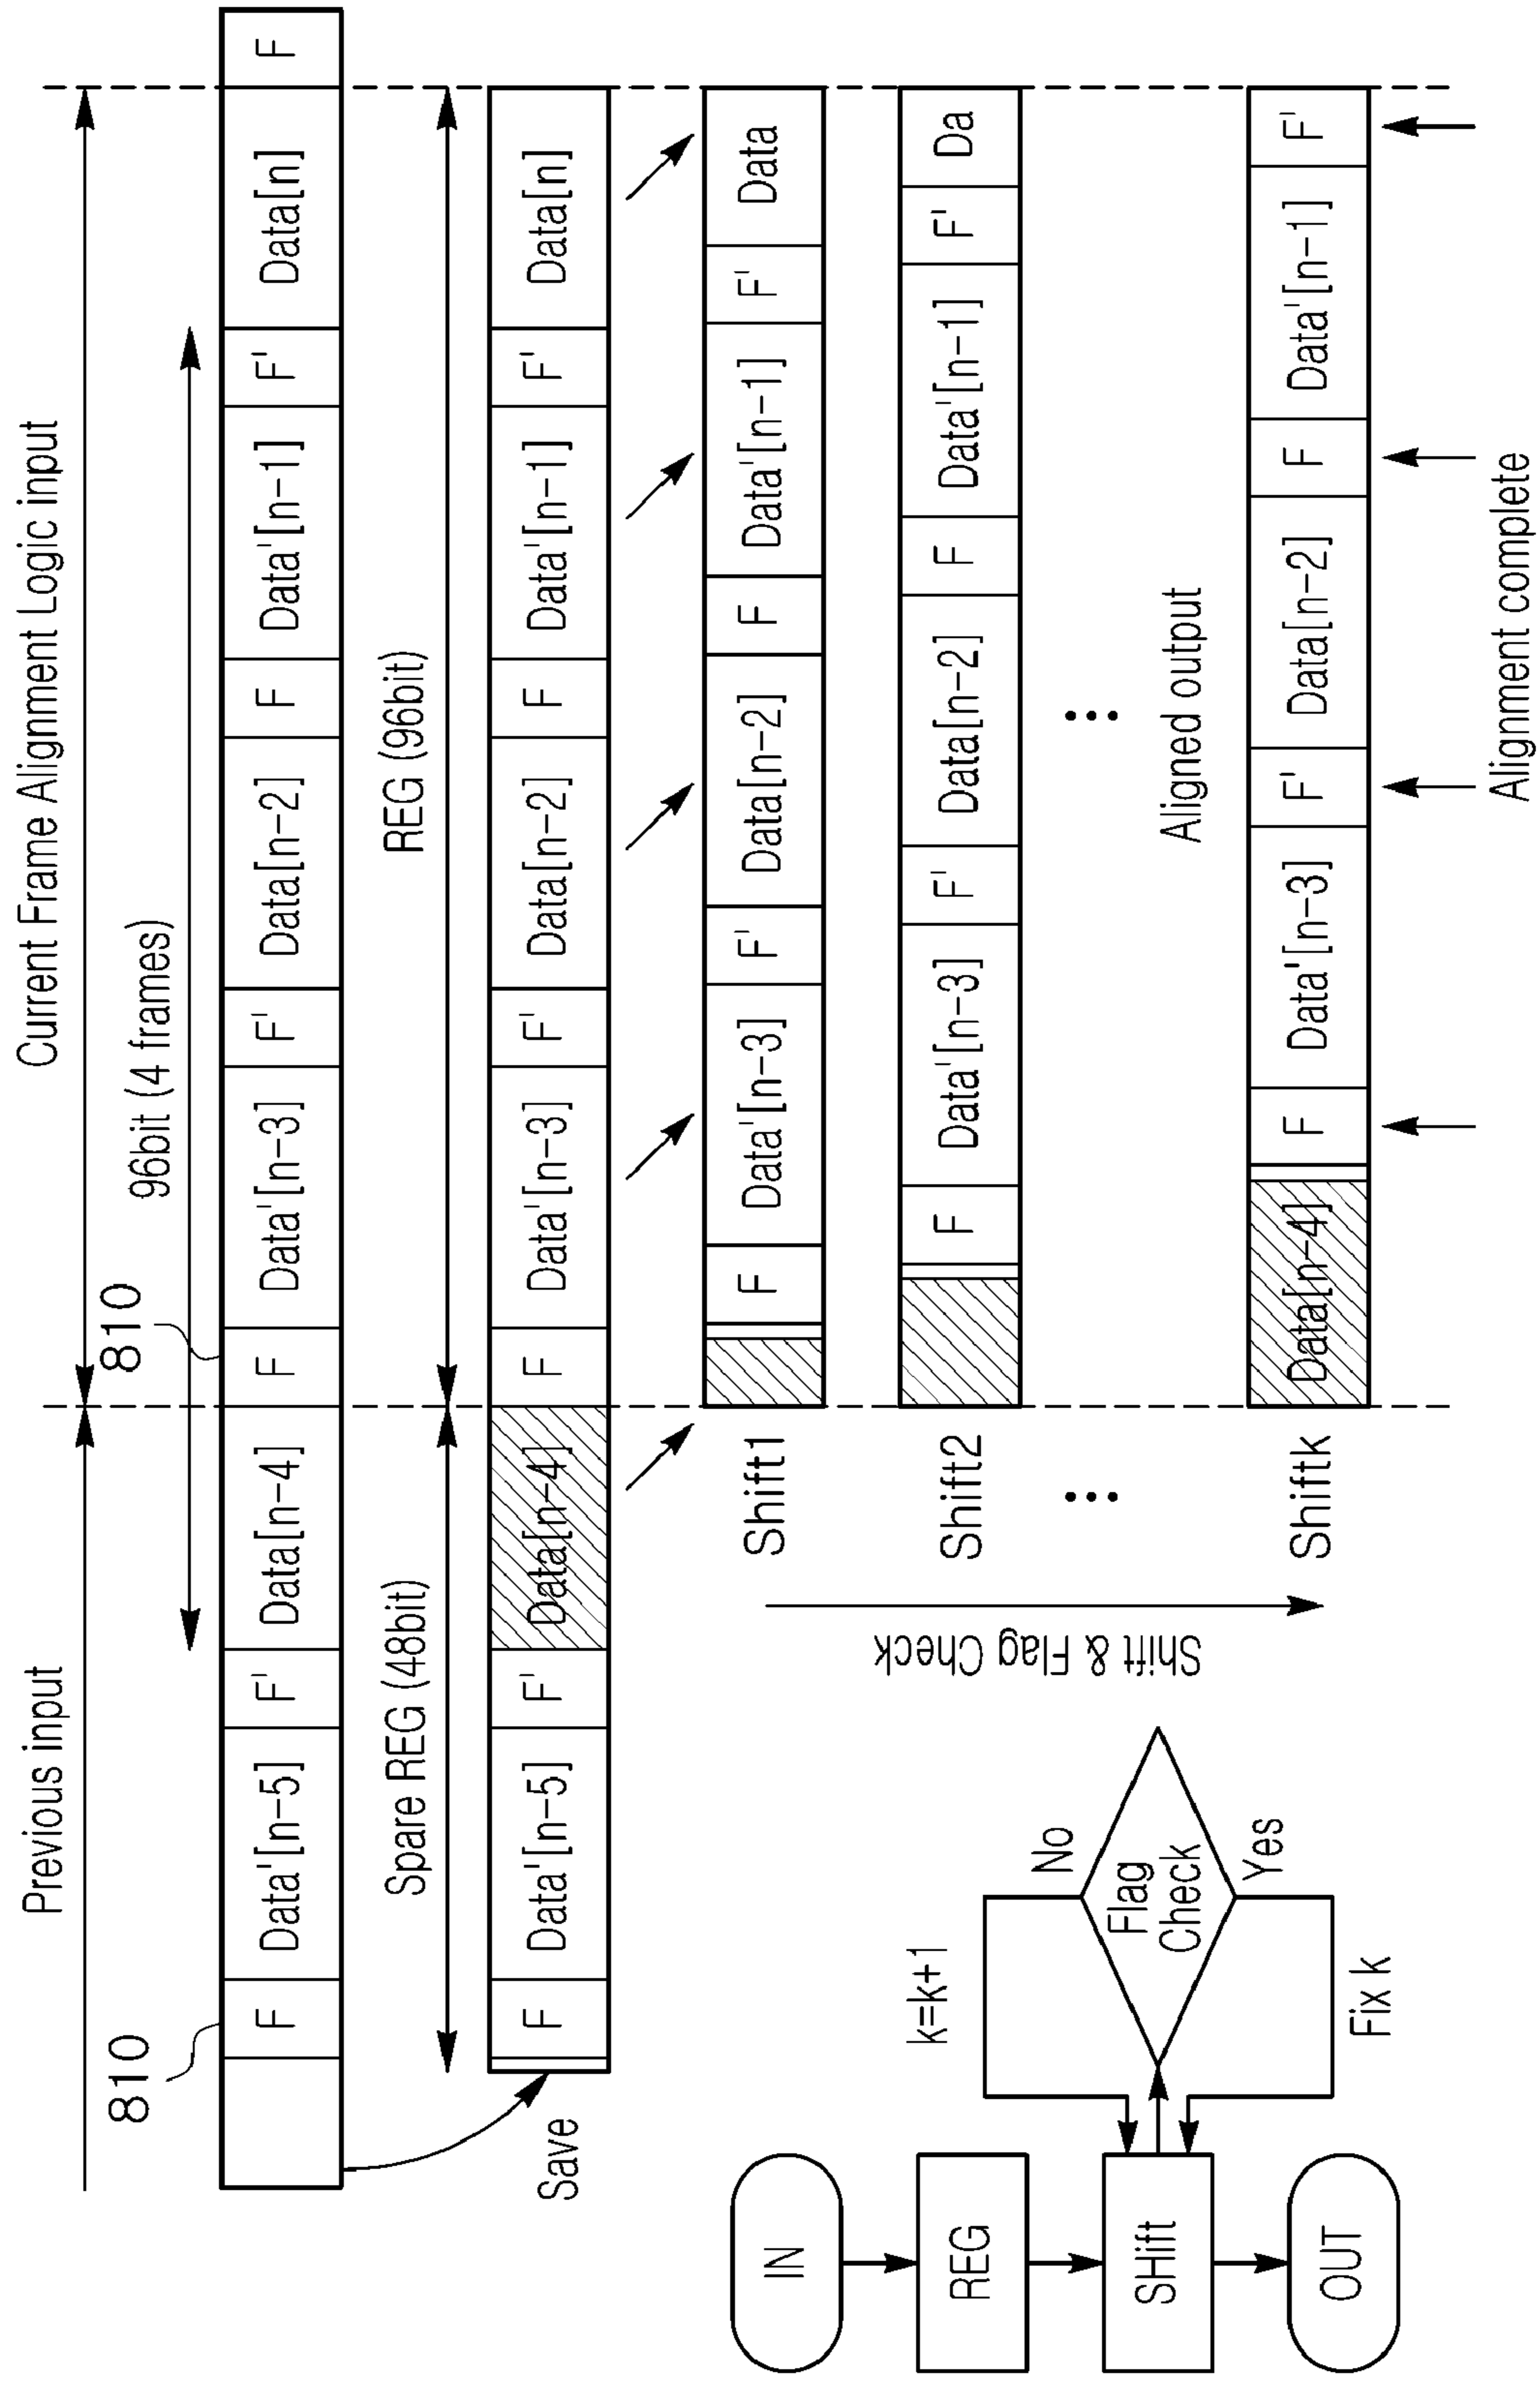 Previous input
Current Frame Alignment Logic input
810
810
96bit (4 frames)
F
Data'[n-5]
F'
Data[n-4]
F
Data'[n-3]
F'
Data[n-2]
F
Data'[n-1]
F'
Data[n]
F
Spare REG (48bit)
REG (96bit)
F
Data'[n-5]
F'
Data[n-4]
F
Data'[n-3]
F'
Data[n-2]
F
Data'[n-1]
F'
Data[n]
Save
Shift1
F
Data'[n-3]
F'
Data[n-2]
F
Data'[n-1]
F'
Data
Shift2
F
Data'[n-3]
F'
Data[n-2]
F
Data'[n-1]
F'
Da
Aligned output
Shiftk
Data[n-4]
F
Data'[n-3]
F'
Data[n-2]
F
Data'[n-1]
F'
Alignment complete
Shift & Flag Check
IN
REG
SHift
OUT
k=k+1
No
Flag
Check
Yes
Fix k